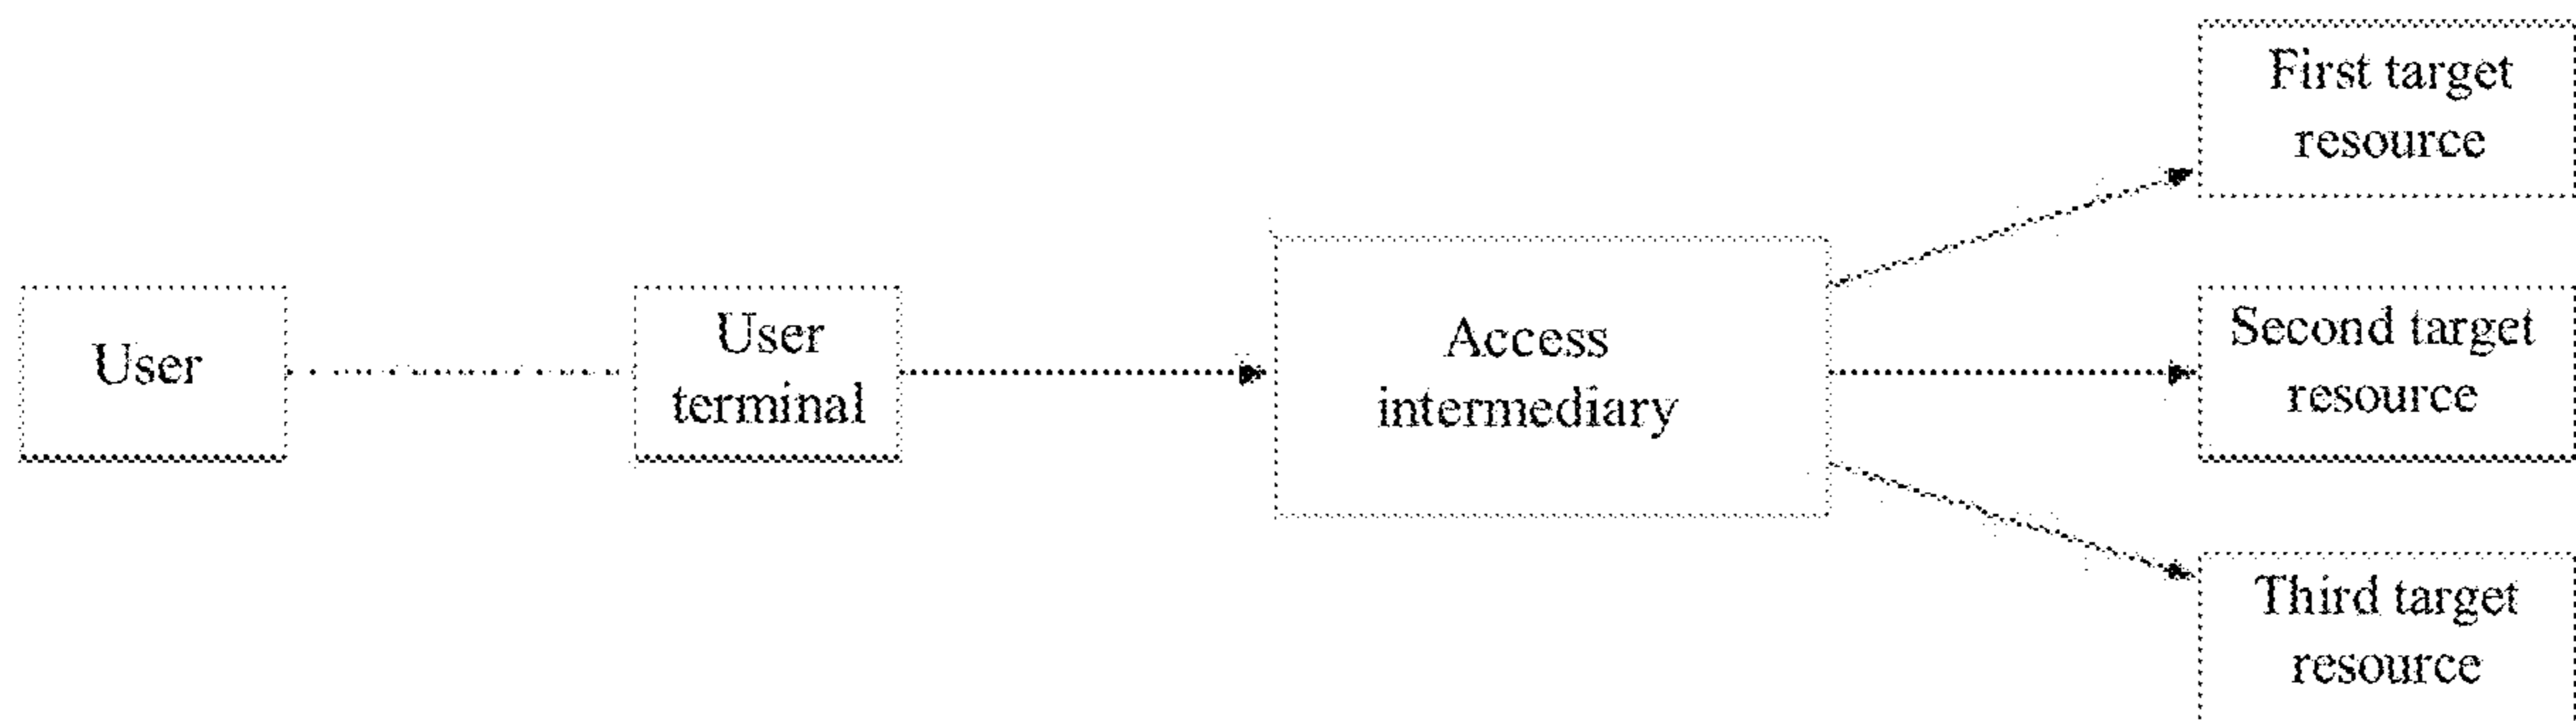 User
User
terminal
Access
intermediary
First target
resource
Second target
resource
Third target
resource